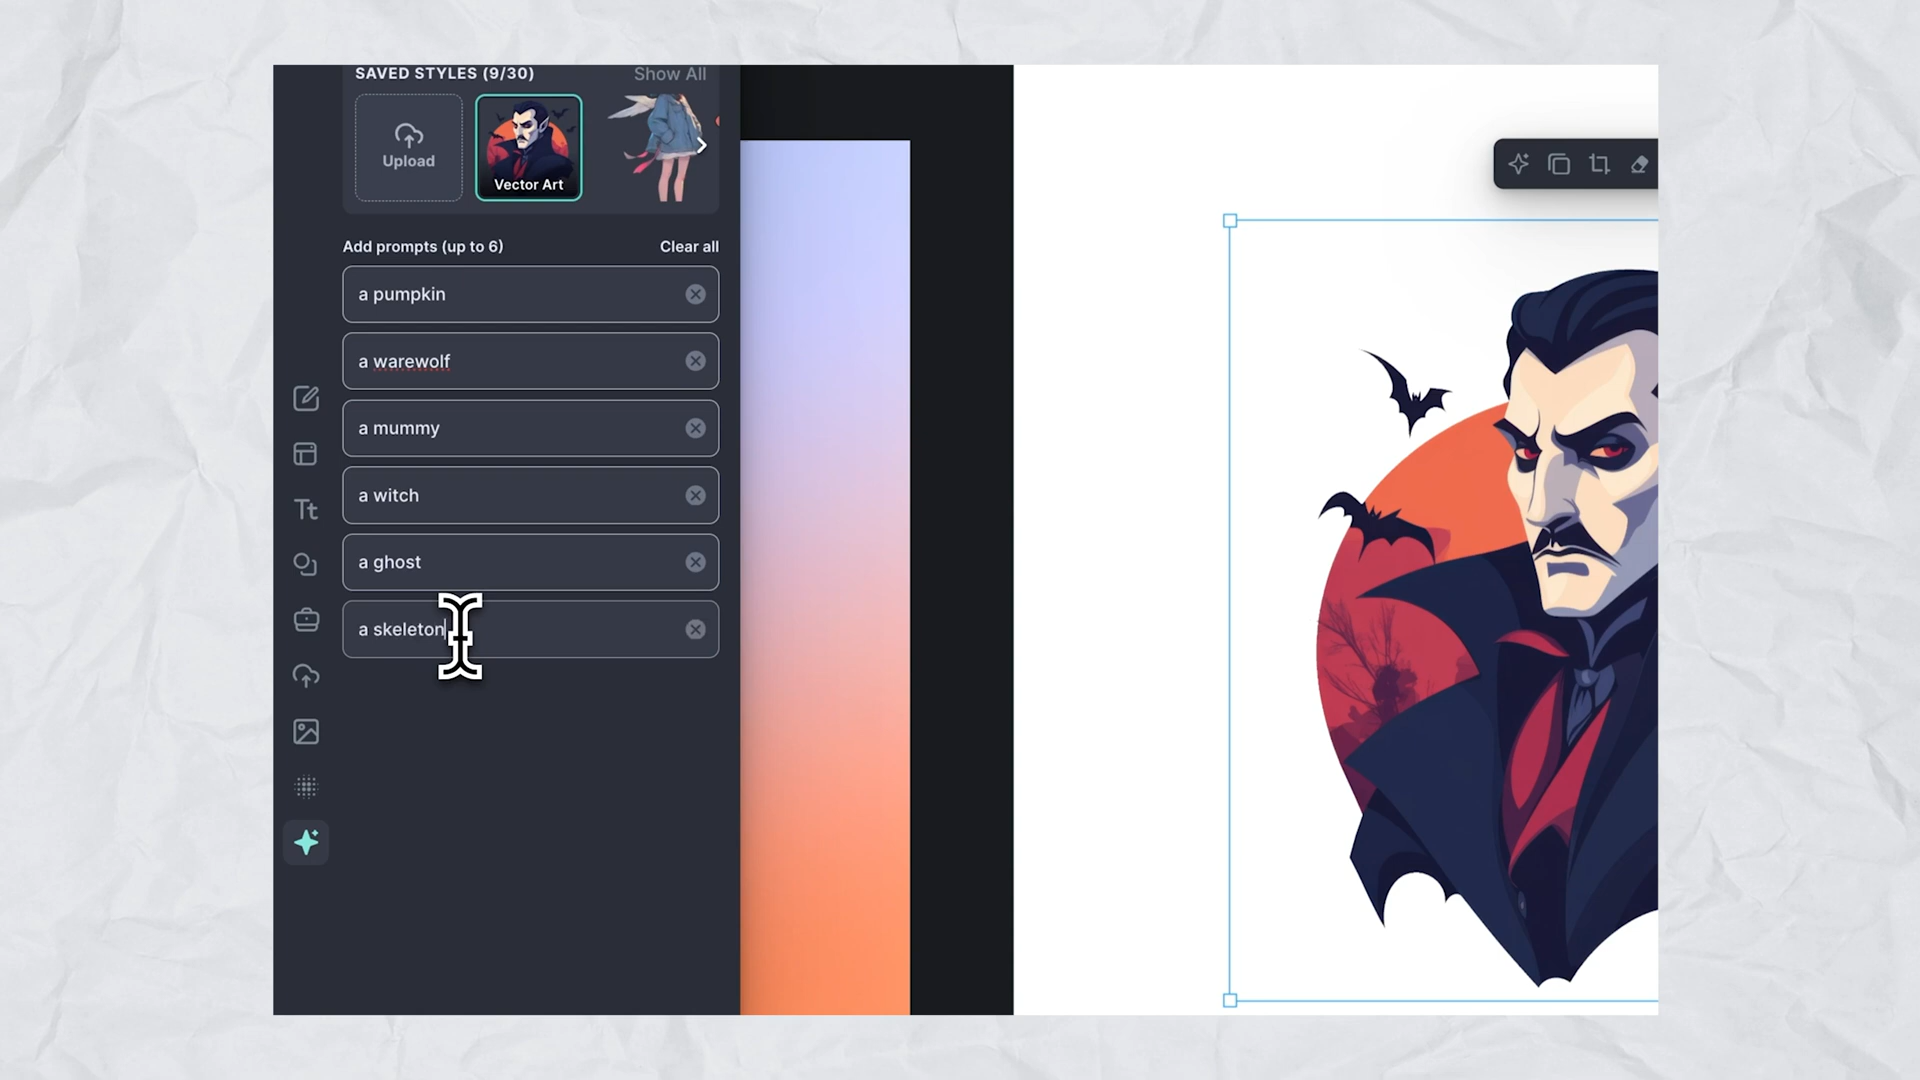 SAVED STYLES (9/30) Show All
Upload
Vector Art
Add prompts (up to 6) Clear all
a pumpkin
a warewolf
a mummy
a witch
a ghost
a skeleton
Tt